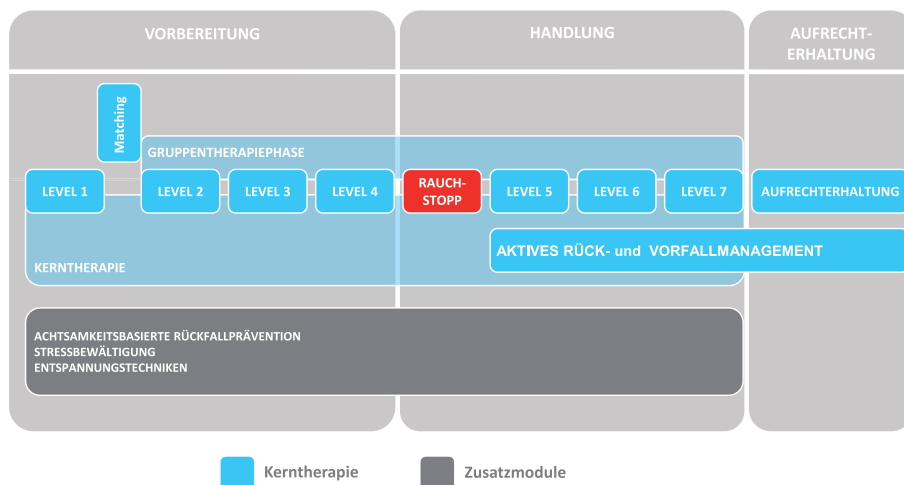 VORBEREITUNG
HANDLUNG
AUFRECHT-
ERHALTUNG
Matching
GRUPPENTHERAPIEPHASE
LEVEL 1
LEVEL 2
LEVEL 3
LEVEL 4
RAUCH-
STOPP
LEVEL 5
LEVEL 6
LEVEL 7
AUFRECHTERHALTUNG
AKTIVES RÜCK- und VORFALLMANAGEMENT
KERNTHERAPIE
ACHTSAMKEITSBASIERTE RÜCKFALLPRÄVENTION
STRESSBEWÄLTIGUNG
ENTSPANNUNGSTECHNIKEN
Kerntherapie
Zusatzmodule